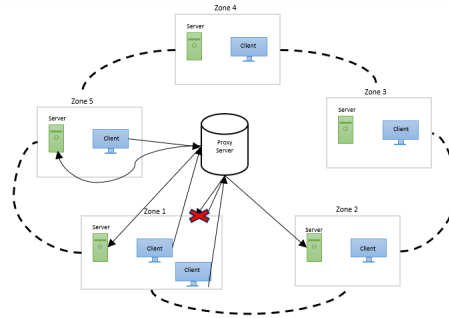 Zone 4
Server
Client
Zone 5
Server
Client
Proxy
Server
Zone 3
Server
Client
Zone 1
Server
Client
Client
Zone 2
Server
Client